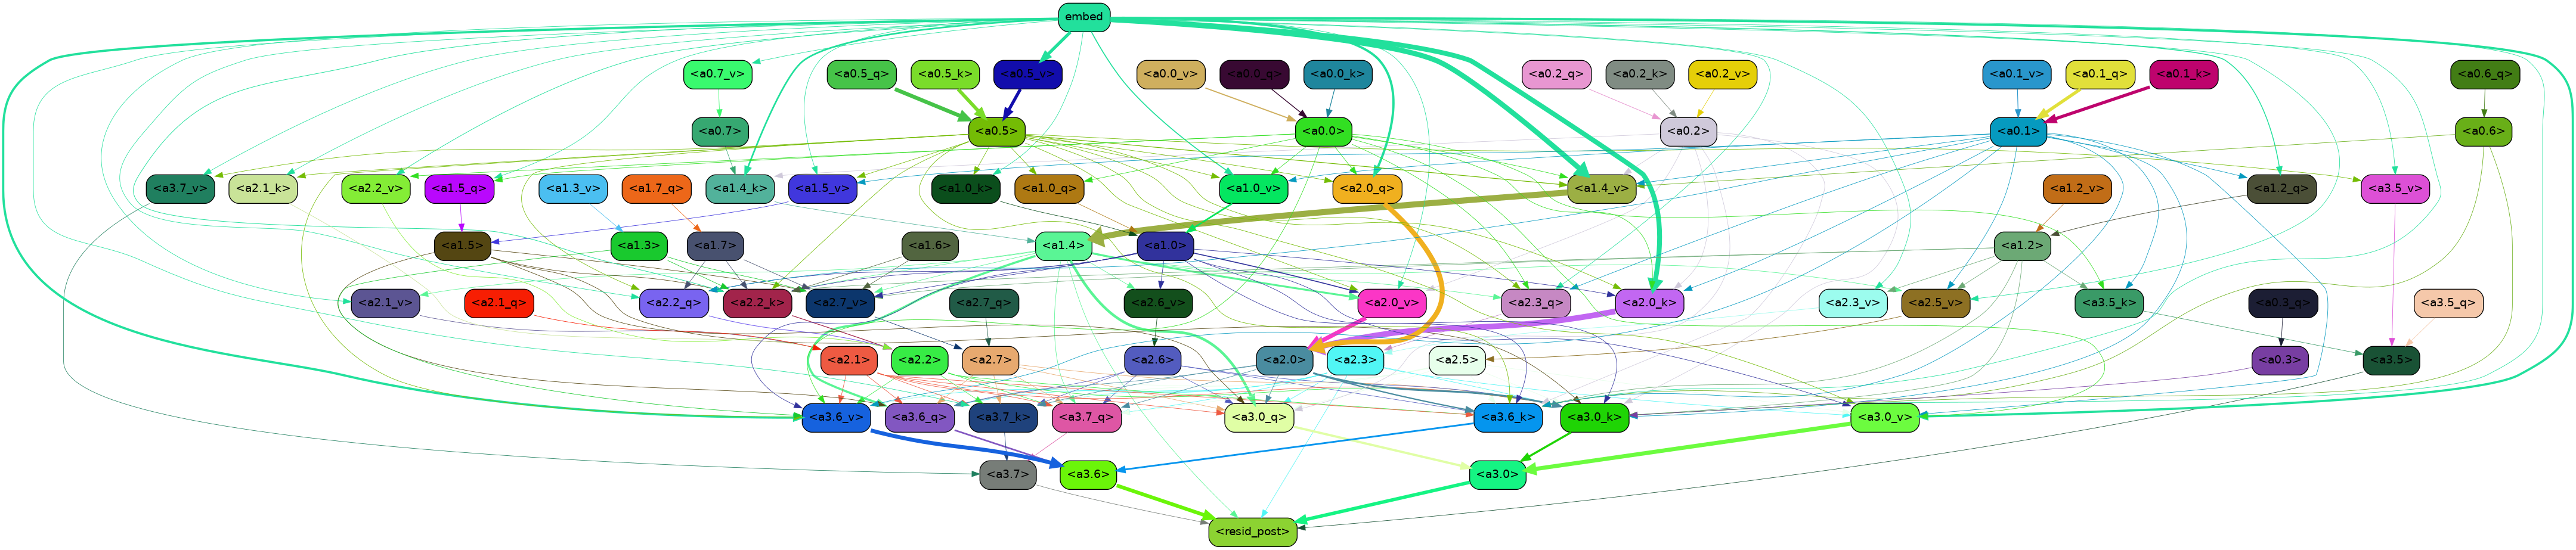 embed
<a0.7_v> <a0.5_q> <a0.5_k> <a0.5_v> <a0.0_v> <a0.0_q> <a0.0_k> <a0.2_q> <a0.2_k> <a0.2_v> <a0.1_v> <a0.1_q> <a0.1_k> <a0.6_q>
<a0.7> <a0.5> <a0.0> <a0.2> <a0.1> <a0.6>
<a3.7_v> <a2.1_k> <a2.2_v> <a1.5_q> <a1.3_v> <a1.7_q> <a1.4_k> <a1.5_v> <a1.0_k> <a1.0_q> <a1.0_v> <a2.0_q> <a1.4_v> <a1.2_v> <a1.2_q> <a3.5_v>
<a1.5> <a1.3> <a1.7> <a1.6> <a1.4> <a1.0> <a1.2>
<a2.1_v> <a2.1_q> <a2.2_q> <a2.2_k> <a2.7_v> <a2.7_q> <a2.6_v> <a2.0_v> <a2.3_q> <a2.0_k> <a2.3_v> <a2.5_v> <a3.5_k> <a0.3_q> <a3.5_q>
<a2.1> <a2.2> <a2.7> <a2.6> <a2.0> <a2.3> <a2.5> <a0.3> <a3.5>
<a3.6_v> <a3.6_q> <a3.7_k> <a3.7_q> <a3.0_q> <a3.6_k> <a3.0_k> <a3.0_v>
<a3.7> <a3.6> <a3.0>
<resid_post>